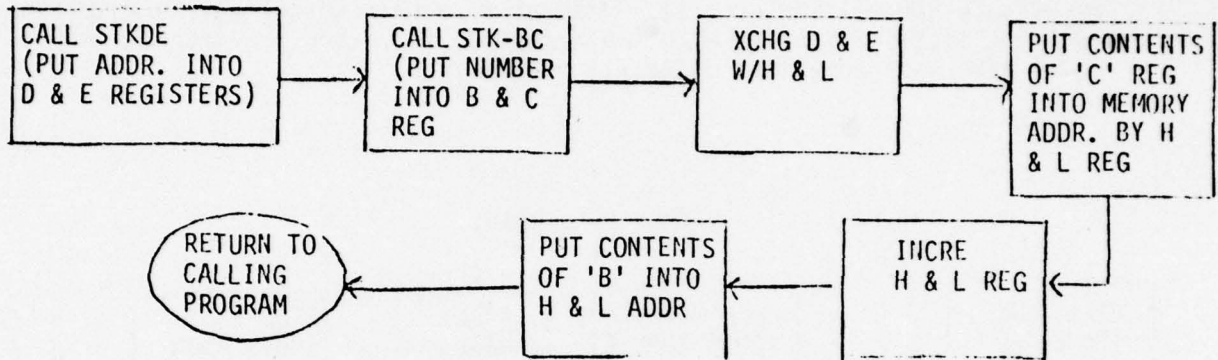 CALL STKDE
(PUT ADDR. INTO
D & E REGISTERS)
CALL STK-BC
(PUT NUMBER
INTO B & C
REG
XCHG D & E
W/H & L
PUT CONTENTS
OF 'C' REG
INTO MEMORY
ADDR. BY H
& L REG
INCRE
H & L REG
PUT CONTENTS
OF 'B' INTO
H & L ADDR
RETURN TO
CALLING
PROGRAM